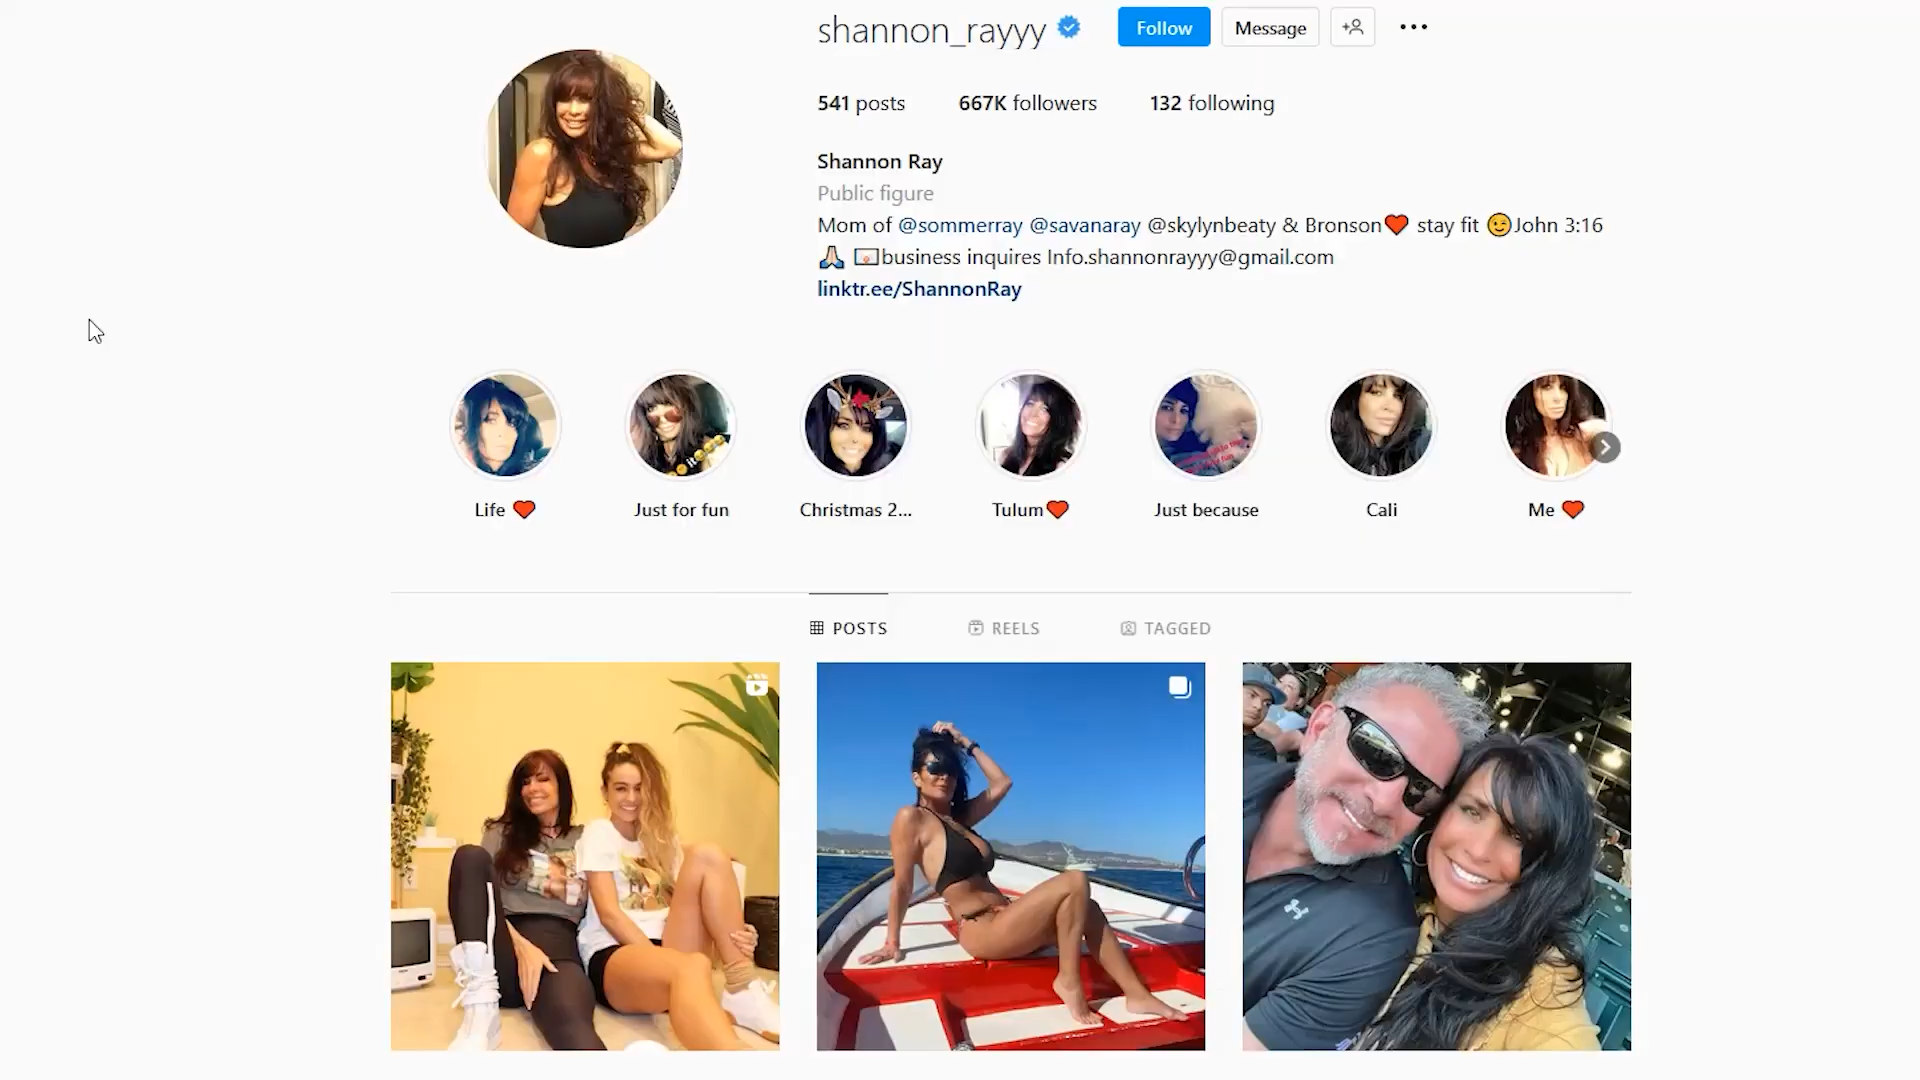 shannon_rayyy Follow Message
541 posts 667K followers 132 following
Shannon Ray
Public figure
Mom of @sommerray @savanaray @skylynbeaty & Bronson❤️ stay fit 😉John 3:16
🙏🏻 💌business inquires Info.shannonrayyy@gmail.com
linktr.ee/ShannonRay
Life ❤️ Just for fun Christmas 2... Tulum❤️ Just because Cali Me ❤️
POSTS REELS TAGGED